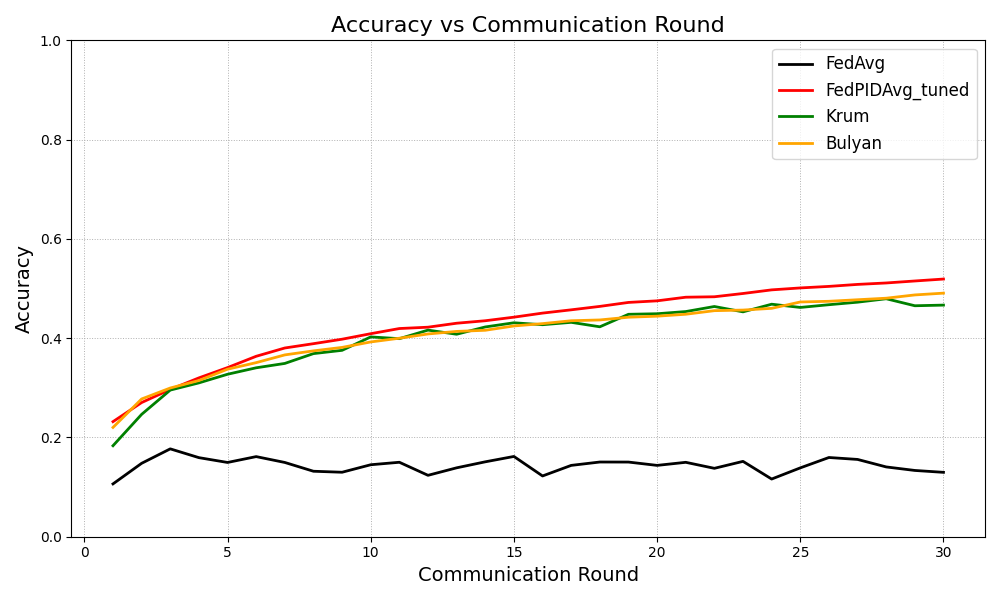 Accuracy vs Communication Round
FedAvg
FedPIDAvg_tuned
Krum
Bulyan
Accuracy
1.0
0.8
0.6
0.4
0.2
0.0
0 5 10 15 20 25 30
Communication Round